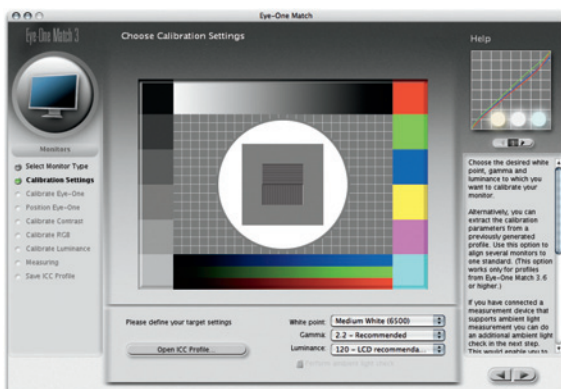 Eye-One Match
Eye-One Match 3
Choose Calibration Settings
Help
Monitors
Select Monitor Type
Calibration Settings
Calibrate Eye-One
Position Eye-One
Calibrate Contrast
Calibrate RGB
Calibrate Luminance
Measuring
Save ICC Profile
Please define your target settings
Open ICC Profile...
White point: Medium White (6500)
Gamma: 2.2 – Recommended
Luminance: 120 – LCD recommenda...
Perform ambient light check
Choose the desired white
point, gamma and
luminance to which you
want to calibrate your
monitor.
Alternatively, you can
extract the calibration
parameters from a
previously generated
profile. Use this option to
align several monitors to
one standard. (This option
works only for profiles
from Eye-One Match 3.6
or higher.)
If you have connected a
measurement device that
supports ambient light
measurement you can do
an additional ambient light
check in the next step.
This would enable you to